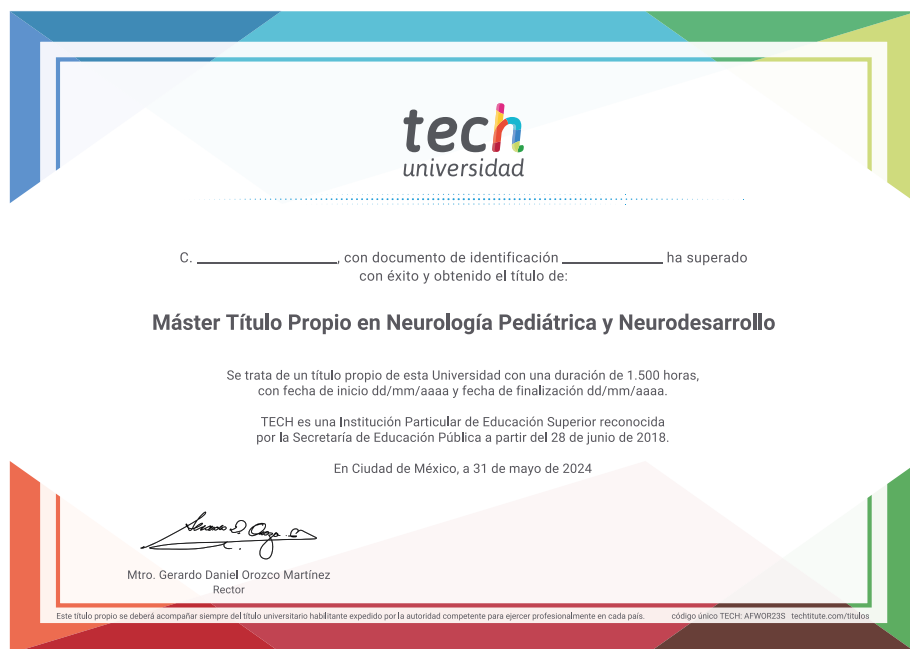 tech
universidad
C. ____________, con documento de identificación ____________ ha superado
con éxito y obtenido el título de:
Máster Título Propio en Neurología Pediátrica y Neurodesarrollo
Se trata de un título propio de esta Universidad con una duración de 1.500 horas,
con fecha de inicio dd/mm/aaaa y fecha de finalización dd/mm/aaaa.
TECH es una Institución Particular de Educación Superior reconocida
por la Secretaría de Educación Pública a partir del 28 de junio de 2018.
En Ciudad de México, a 31 de mayo de 2024
Mtro. Gerardo Daniel Orozco Martínez
Rector
Este título propio se deberá acompañar siempre del título universitario habilitante expedido por la autoridad competente para ejercer profesionalmente en cada país. código único TECH: AFWOR23S techtitute.com/titulos